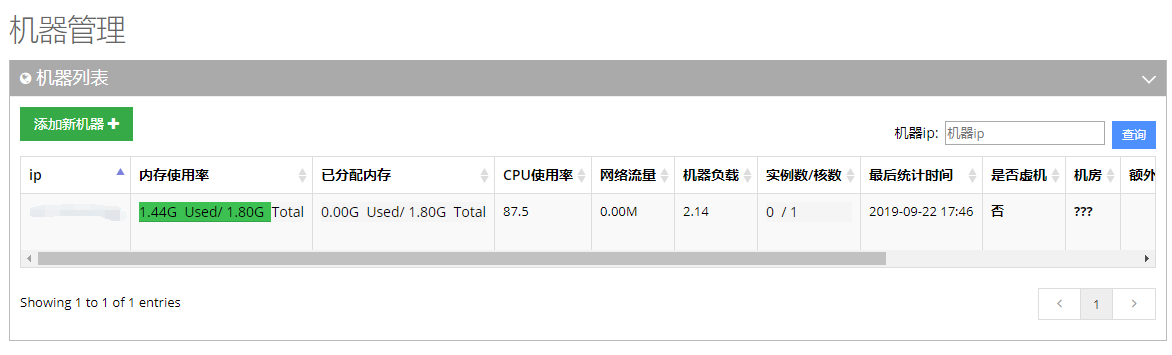 机器管理
机器列表
添加新机器
机器ip: 机器ip 查询
ip 内存使用率 已分配内存 CPU使用率 网络流量 机器负载 实例数/核数 最后统计时间 是否虚机 机房 额外
1.44G Used/ 1.80G Total 0.00G Used/ 1.80G Total 87.5 0.00M 2.14 0 / 1 2019-09-22 17:46 否 ???
Showing 1 to 1 of 1 entries
1